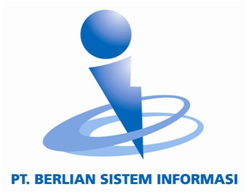 PT. BERLIAN SISTEM INFORMASI